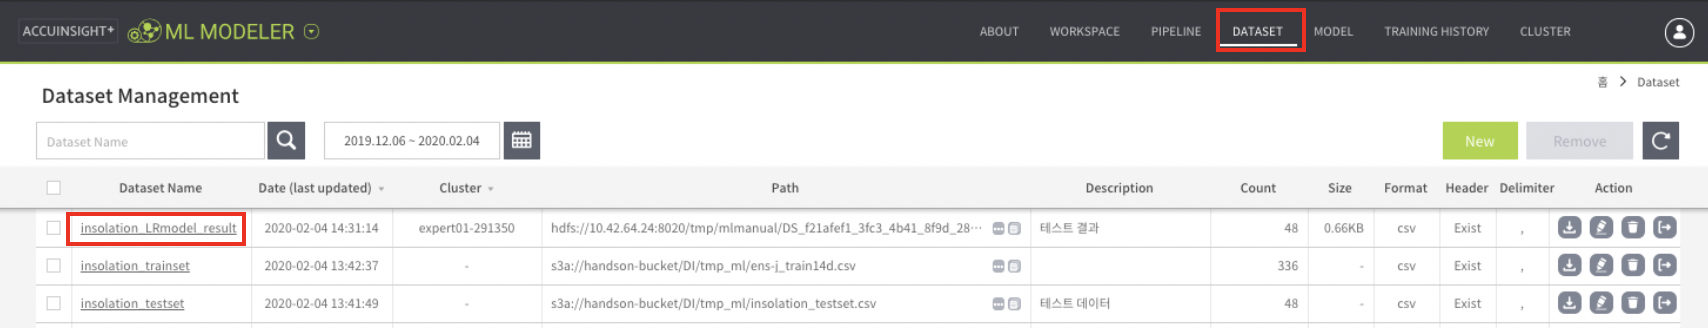 ACCUINSIGHT+ ML MODELER ABOUT WORKSPACE PIPELINE DATASET MODEL TRAINING HISTORY CLUSTER
홈 > Dataset
Dataset Management
Dataset Name 2019.12.06 ~ 2020.02.04 New Remove
Dataset Name Date (last updated) Cluster Path Description Count Size Format Header Delimiter Action
insolation_LRmodel_result 2020-02-04 14:31:14 expert01-291350 hdfs://10.42.64.24:8020/tmp/mlmanual/DS_f21afef1_3fc3_4b41_8f9d_28··· 테스트 결과 48 0.66KB csv Exist ,
insolation_trainset 2020-02-04 13:42:37 - s3a://handson-bucket/DI/tmp_ml/ens-j_train14d.csv 336 - csv Exist ,
insolation_testset 2020-02-04 13:41:49 - s3a://handson-bucket/DI/tmp_ml/insolation_testset.csv 테스트 데이터 48 - csv Exist ,